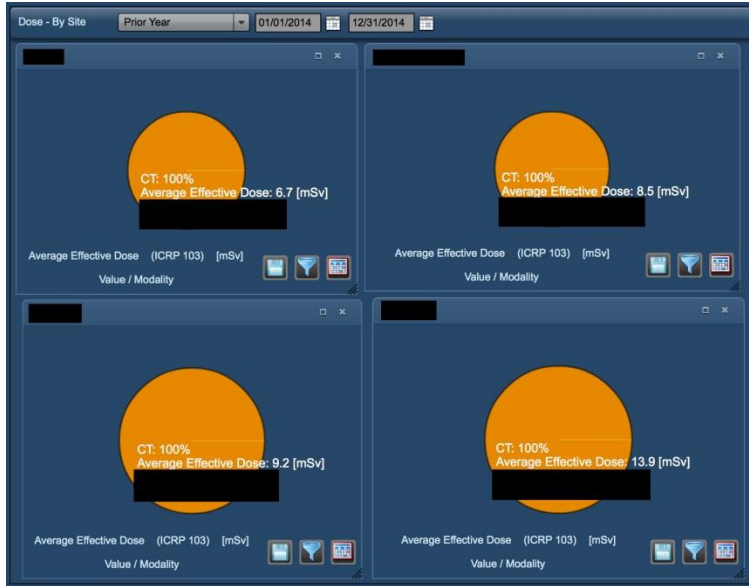 Dose - By Site Prior Year 01/01/2014 12/31/2014
CT: 100%
Average Effective Dose: 6.7 [mSv]
Average Effective Dose (ICRP 103) [mSv]
Value / Modality
CT: 100%
Average Effective Dose: 8.5 [mSv]
Average Effective Dose (ICRP 103) [mSv]
Value / Modality
CT: 100%
Average Effective Dose: 9.2 [mSv]
Average Effective Dose (ICRP 103) [mSv]
Value / Modality
CT: 100%
Average Effective Dose: 13.9 [mSv]
Average Effective Dose (ICRP 103) [mSv]
Value / Modality